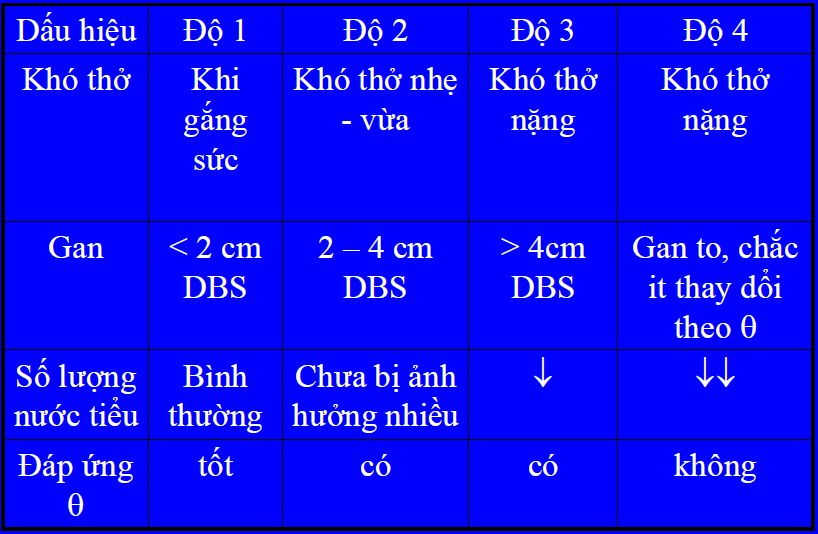 Dấu hiệu Độ 1 Độ 2 Độ 3 Độ 4
Khó thở
Khi
gắng
sức
Khó thở nhẹ
- vừa
Khó thở
nặng
Khó thở
nặng
Gan
< 2 cm
DBS
2 – 4 cm
DBS
> 4cm
DBS
Gan to, chắc
it thay dổi
theo θ
Số lượng
nước tiểu
Bình
thường
Chưa bị ảnh
hưởng nhiều
↓
↓↓
Đáp ứng
θ
tốt
có
có
không